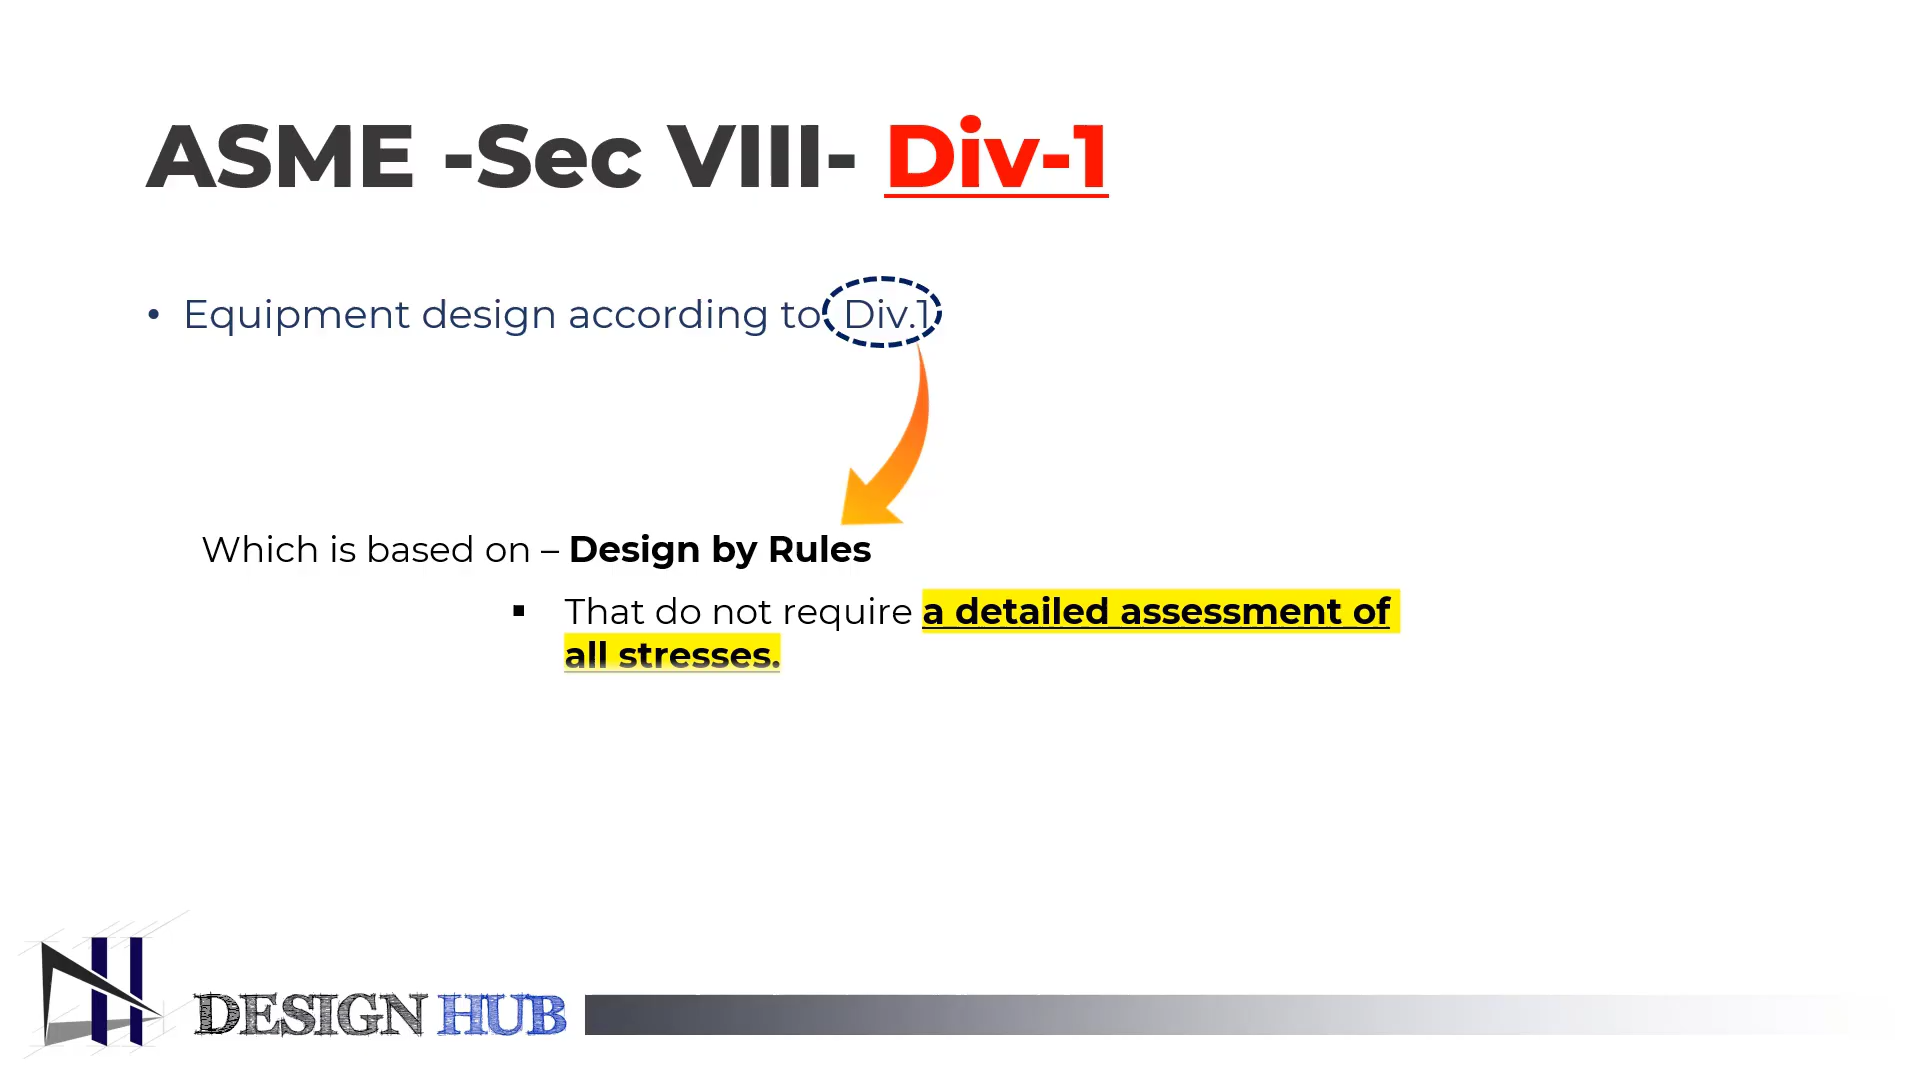 ASME -Sec VIII- Div-1
• Equipment design according to Div.1
Which is based on – Design by Rules
▪ That do not require a detailed assessment of
all stresses.
DESIGN HUB